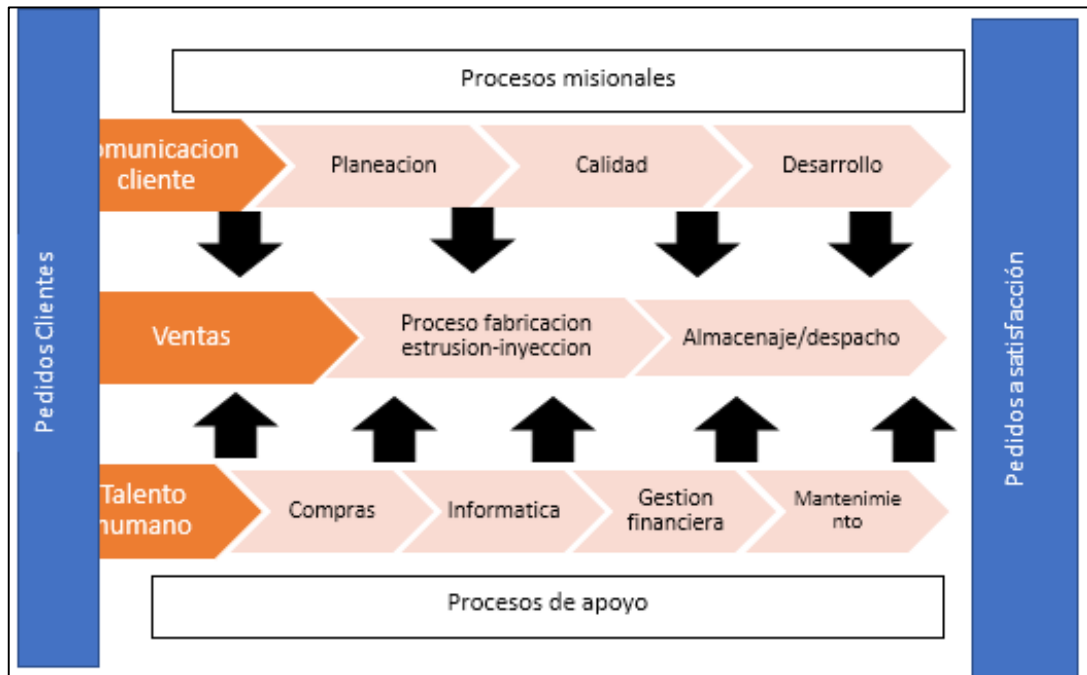 Procesos misionales
Pedidos Clientes
omunicacion
cliente
Planeacion
Calidad
Desarrollo
Ventas
Proceso fabricacion
estrusion-inyeccion
Almacenaje/despacho
Talento
humano
Compras
Informatica
Gestion
financiera
Mantenimie
nto
Procesos de apoyo
Pedidos a satisfacción